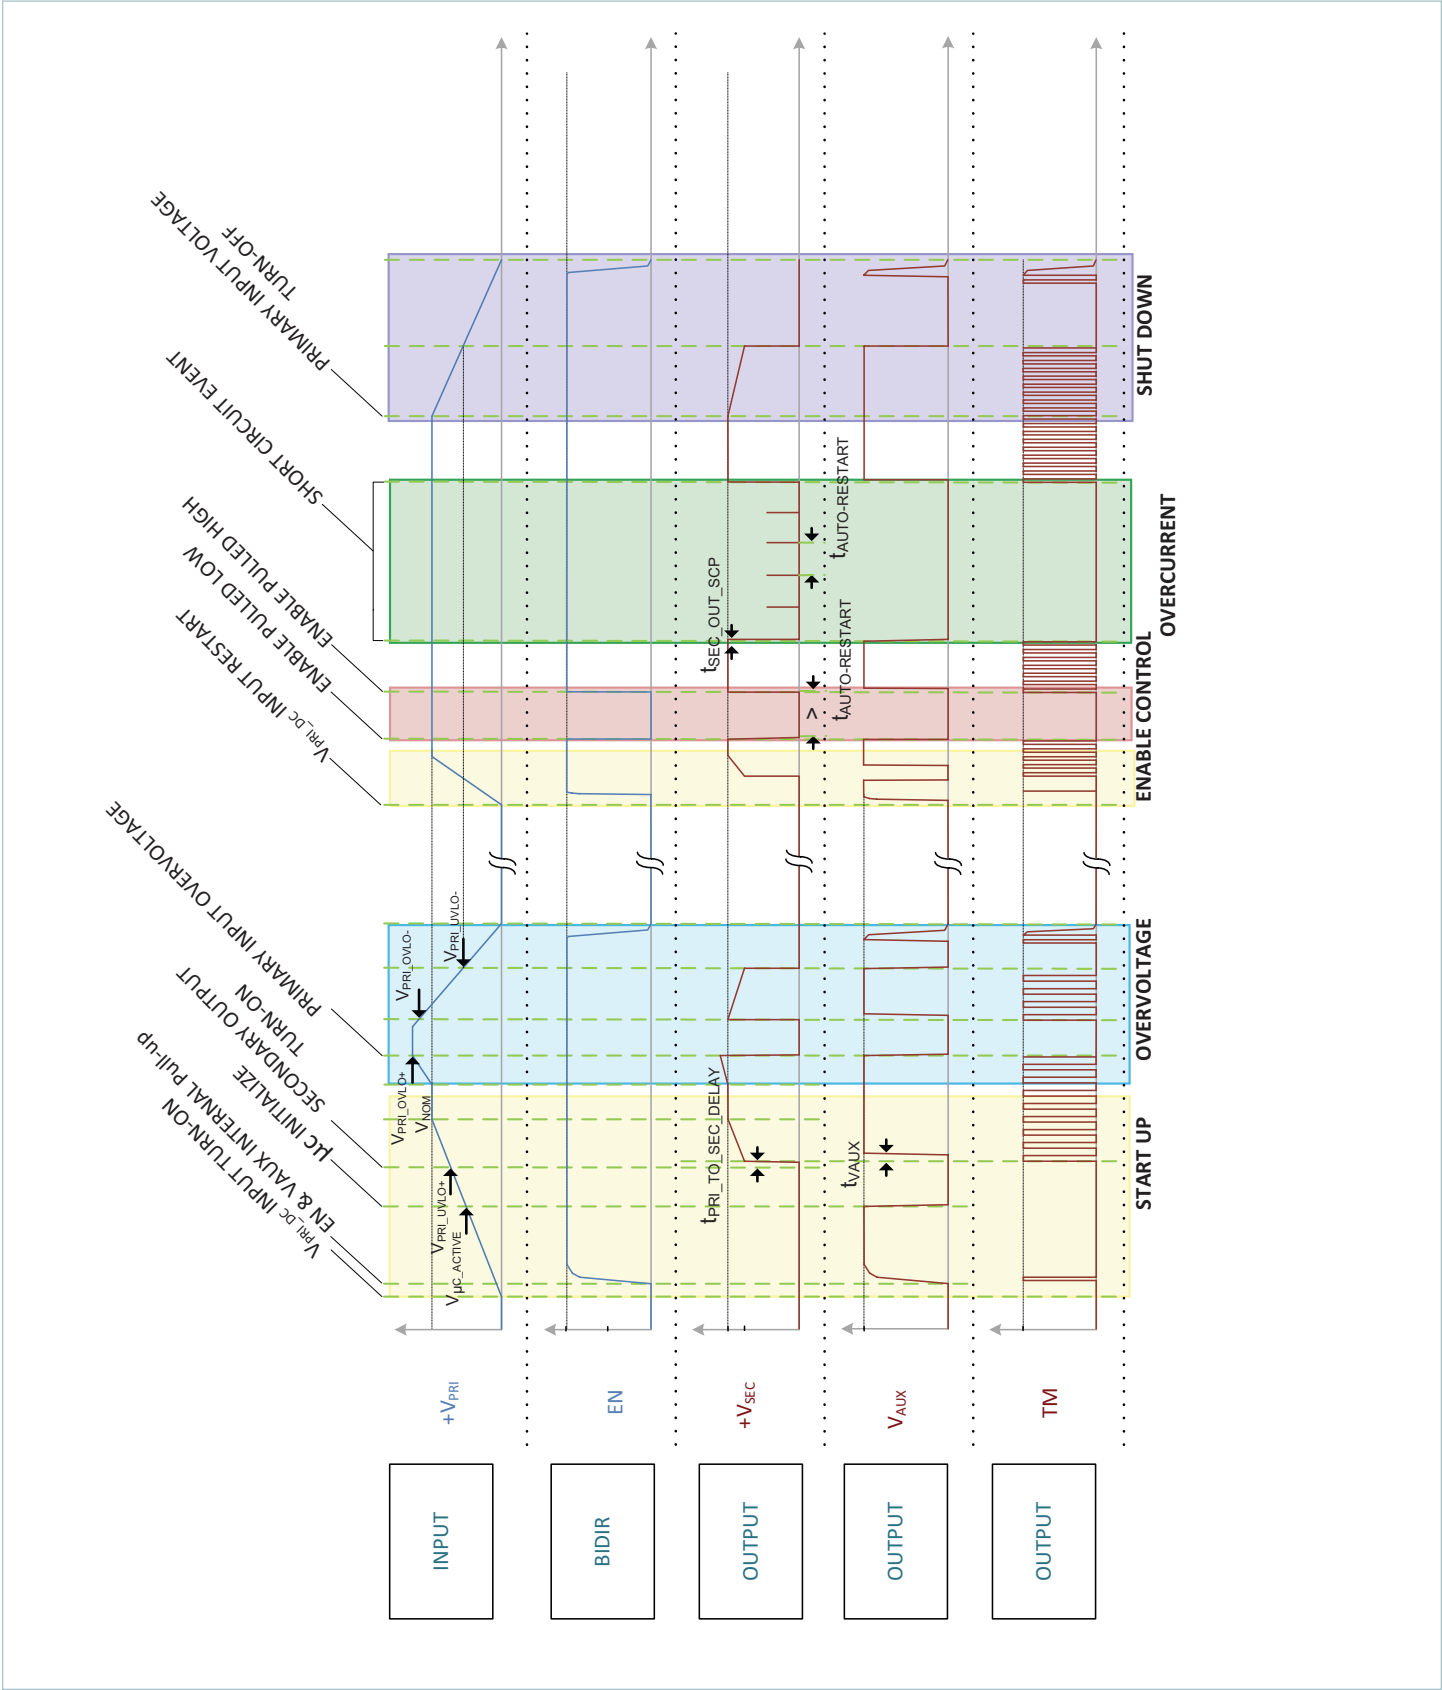 V PRI_DC INPUT TURN-ON
EN & VAUX INTERNAL Pull-up
µC INITIALIZE
SECONDARY OUTPUT
TURN-ON
PRIMARY INPUT OVERVOLTAGE
VPRI_DC INPUT RESTART
ENABLE PULLED LOW
ENABLE PULLED HIGH
SHORT CIRCUIT EVENT
PRIMARY INPUT VOLTAGE
TURN-OFF
INPUT
+VPRI
VµC_ACTIVE
VPRI_UVLO+
VPRI_OVLO+
VNOM
VPRI_OVLO-
VPRI_UVLO-
BIDIR
EN
OUTPUT
+VSEC
tPRI_TO_SEC_DELAY
tSEC_OUT_SCP
>
tAUTO-RESTART
tAUTO-RESTART
OUTPUT
VAUX
tVAUX
OUTPUT
TM
START UP
OVERVOLTAGE
ENABLE CONTROL
OVERCURRENT
SHUT DOWN